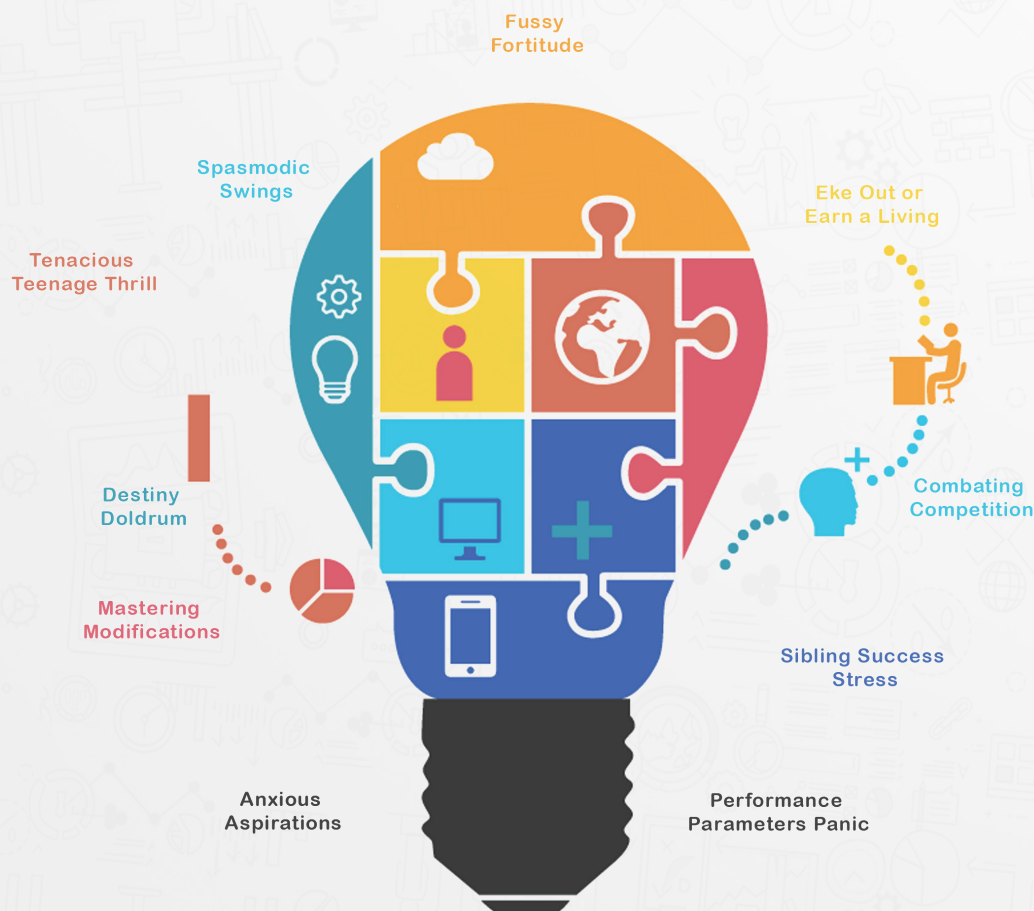 Fussy
Fortitude
Spasmodic
Swings
Eke Out or
Earn a Living
Tenacious
Teenage Thrill
Destiny
Doldrum
Combating
Competition
Mastering
Modifications
Sibling Success
Stress
Anxious
Aspirations
Performance
Parameters Panic